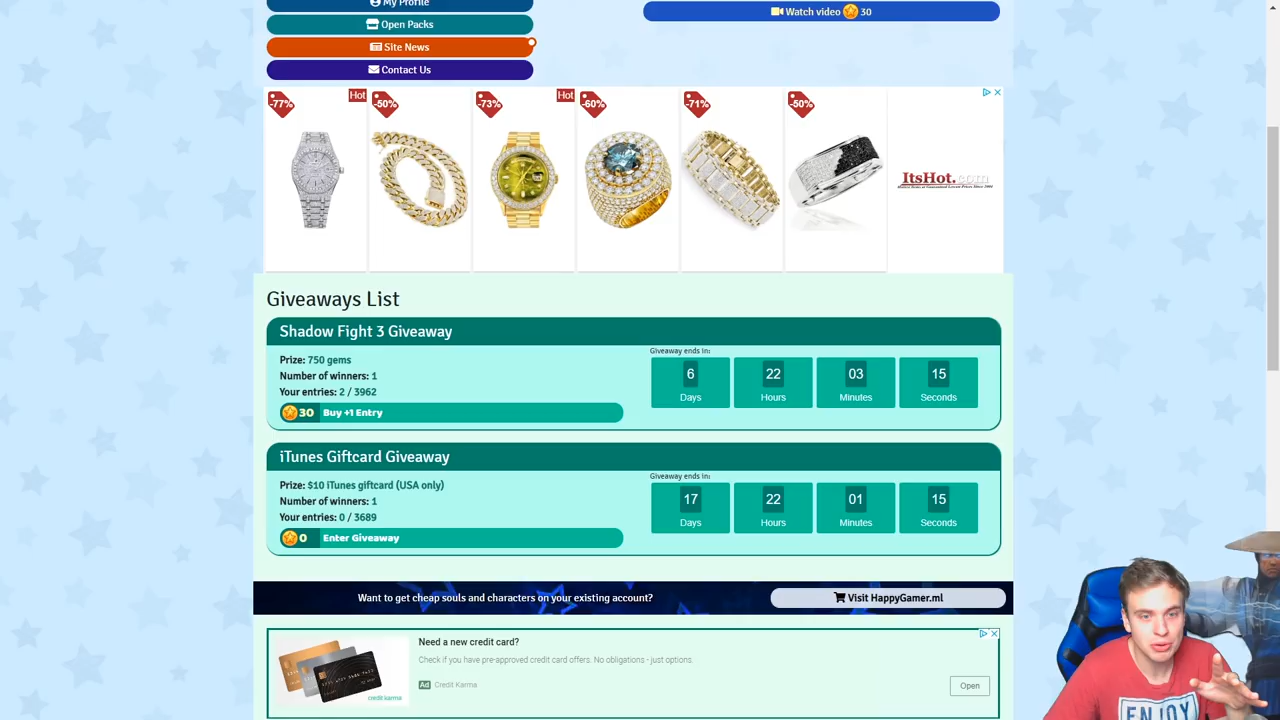 My Profile
Open Packs
Site News
Contact Us
Watch video 30
-77%
Hot
-50%
-73%
Hot
-60%
-71%
-50%
ItsHot.com
Giveaways List
Shadow Fight 3 Giveaway
Prize: 750 gems
Number of winners: 1
Your entries: 2 / 3962
30 Buy +1 Entry
Giveaway ends in:
6 22 03 15
Days Hours Minutes Seconds
iTunes Giftcard Giveaway
Prize: $10 iTunes giftcard (USA only)
Number of winners: 1
Your entries: 0 / 3689
0 Enter Giveaway
Giveaway ends in:
17 22 01 15
Days Hours Minutes Seconds
Want to get cheap souls and characters on your existing account?
Visit HappyGamer.ml
Need a new credit card?
Check if you have pre-approved credit card offers. No obligations - just options.
Ad Credit Karma
Open
credit karma
ENJOY